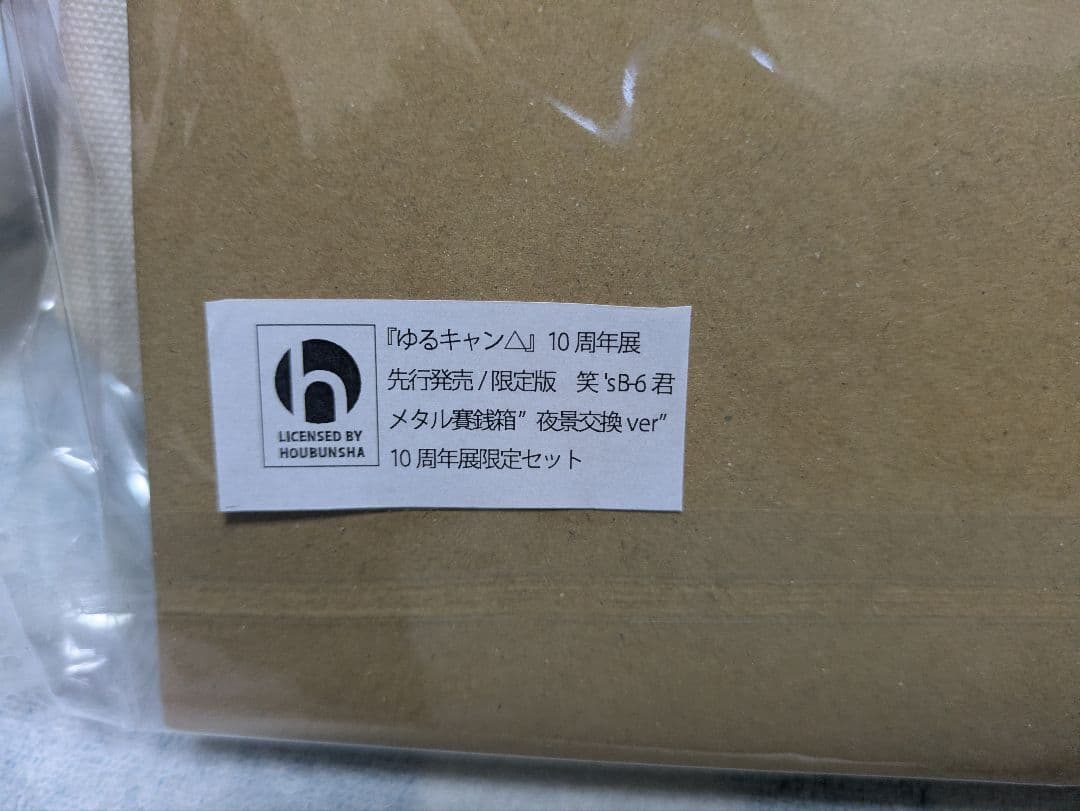 『ゆるキャン△』10周年展
先行発売/限定版　笑'sB-6君
メタル賽銭箱”夜景交換ver”
10周年展限定セット
h
LICENSED BY
HOUBUNSHA